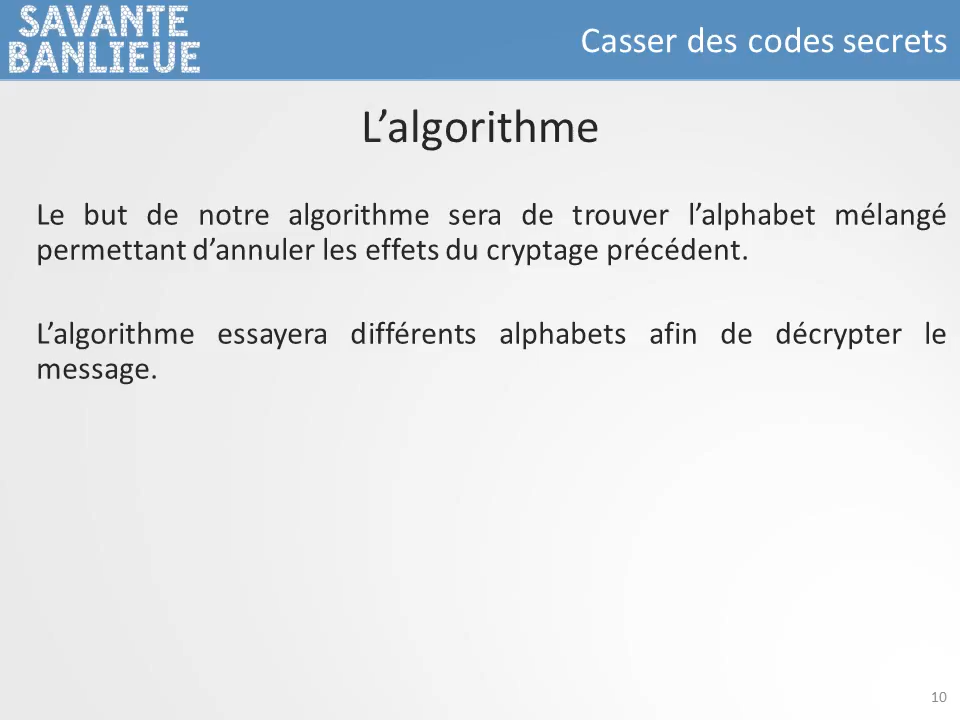 SAVANTE
BANLIEUE
Casser des codes secrets
L’algorithme
Le but de notre algorithme sera de trouver l’alphabet mélangé
permettant d’annuler les effets du cryptage précédent.
L’algorithme essayera différents alphabets afin de décrypter le
message.
10